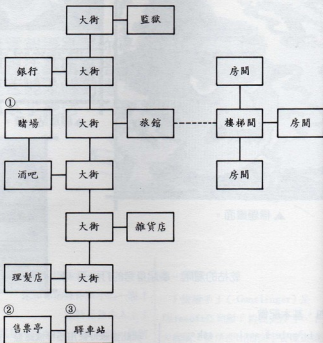 大街 監獄
銀行 大街 房間
①
賭場 大街 旅館 樓梯間 房間
酒吧 大街 房間
大街 雜貨店
理髮店 大街
② ③
售票亭 驛車站